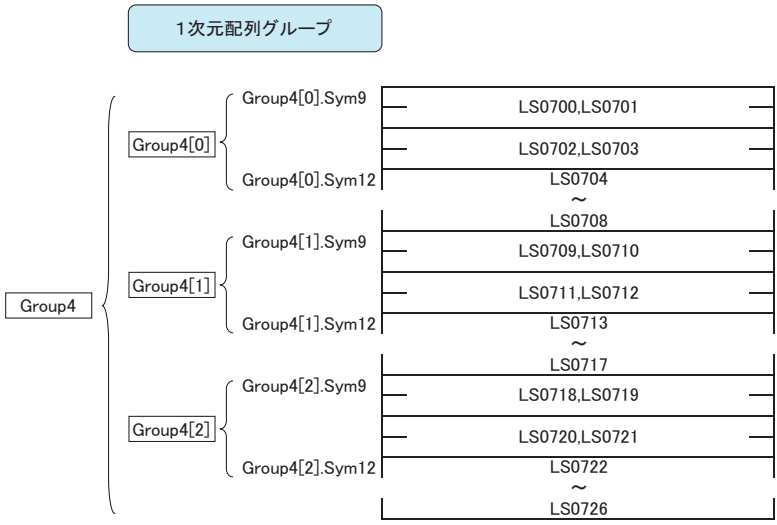 1次元配列グループ
Group4[0].Sym9
LS0700,LS0701
Group4[0]
LS0702,LS0703
Group4[0].Sym12
LS0704
~
LS0708
Group4[1].Sym9
LS0709,LS0710
Group4[1]
LS0711,LS0712
Group4
Group4[1].Sym12
LS0713
~
LS0717
Group4[2].Sym9
LS0718,LS0719
Group4[2]
LS0720,LS0721
Group4[2].Sym12
LS0722
~
LS0726